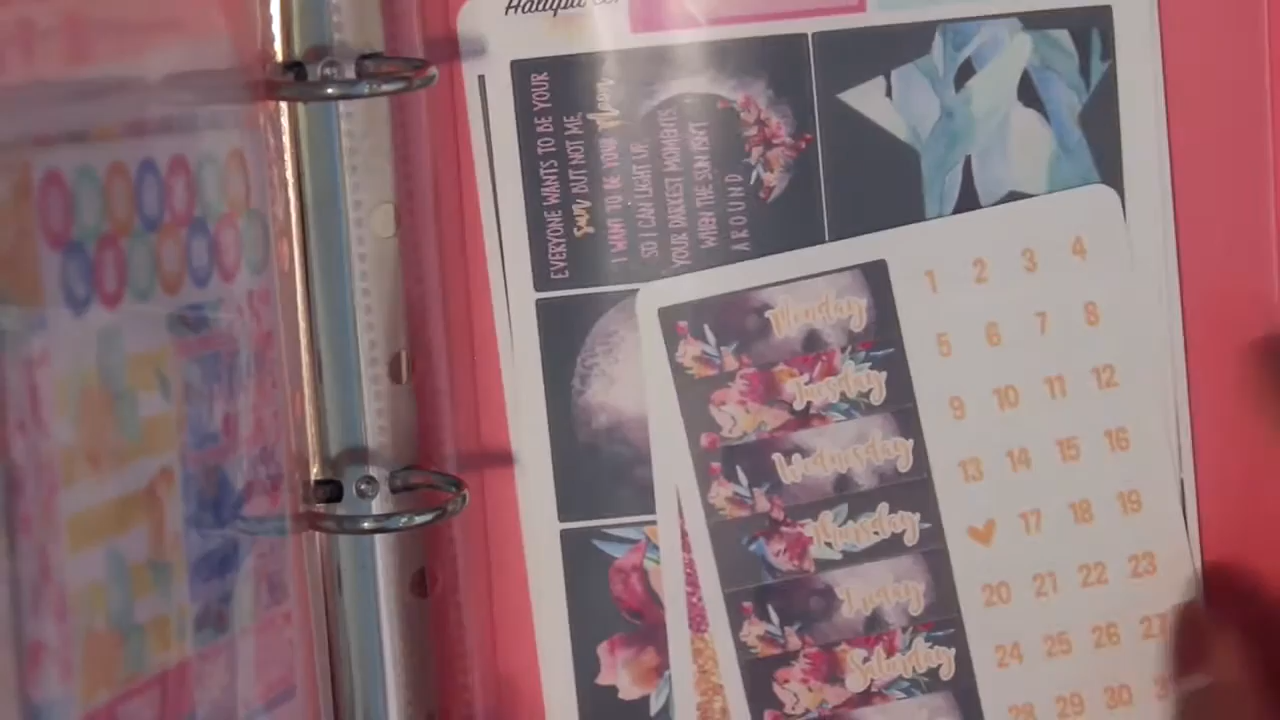 EVERYONE WANTS TO BE YOUR
sun BUT NOT ME,
I WANT TO BE YOUR Moon
SO I CAN LIGHT UP
YOUR DARKEST MOMENTS
WHEN THE SUN ISN'T
AROUND
Monday
Tuesday
Wednesday
Thursday
Friday
Saturday
1 2 3 4
5 6 7 8
9 10 11 12
13 14 15 16
17 18 19
20 21 22 23
24 25 26 27
28 29 30